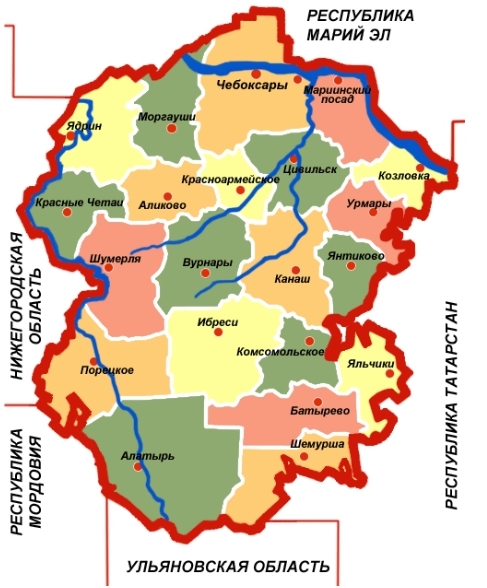 РЕСПУБЛИКА
МАРИЙ ЭЛ
Чебоксары
Мариинский
посад
Моргауши
Ядрин
Цивильск
Козловка
Красноармейское
Красные Четаи
Аликово
Урмары
Шумерля
Вурнары
Янтиково
Канаш
НИЖЕГОРОДСКАЯ
ОБЛАСТЬ
Ибреси
Комсомольское
Порецкое
Яльчики
РЕСПУБЛИКА ТАТАРСТАН
Батырево
Шемурша
Алатырь
РЕСПУБЛИКА
МОРДОВИЯ
УЛЬЯНОВСКАЯ ОБЛАСТЬ